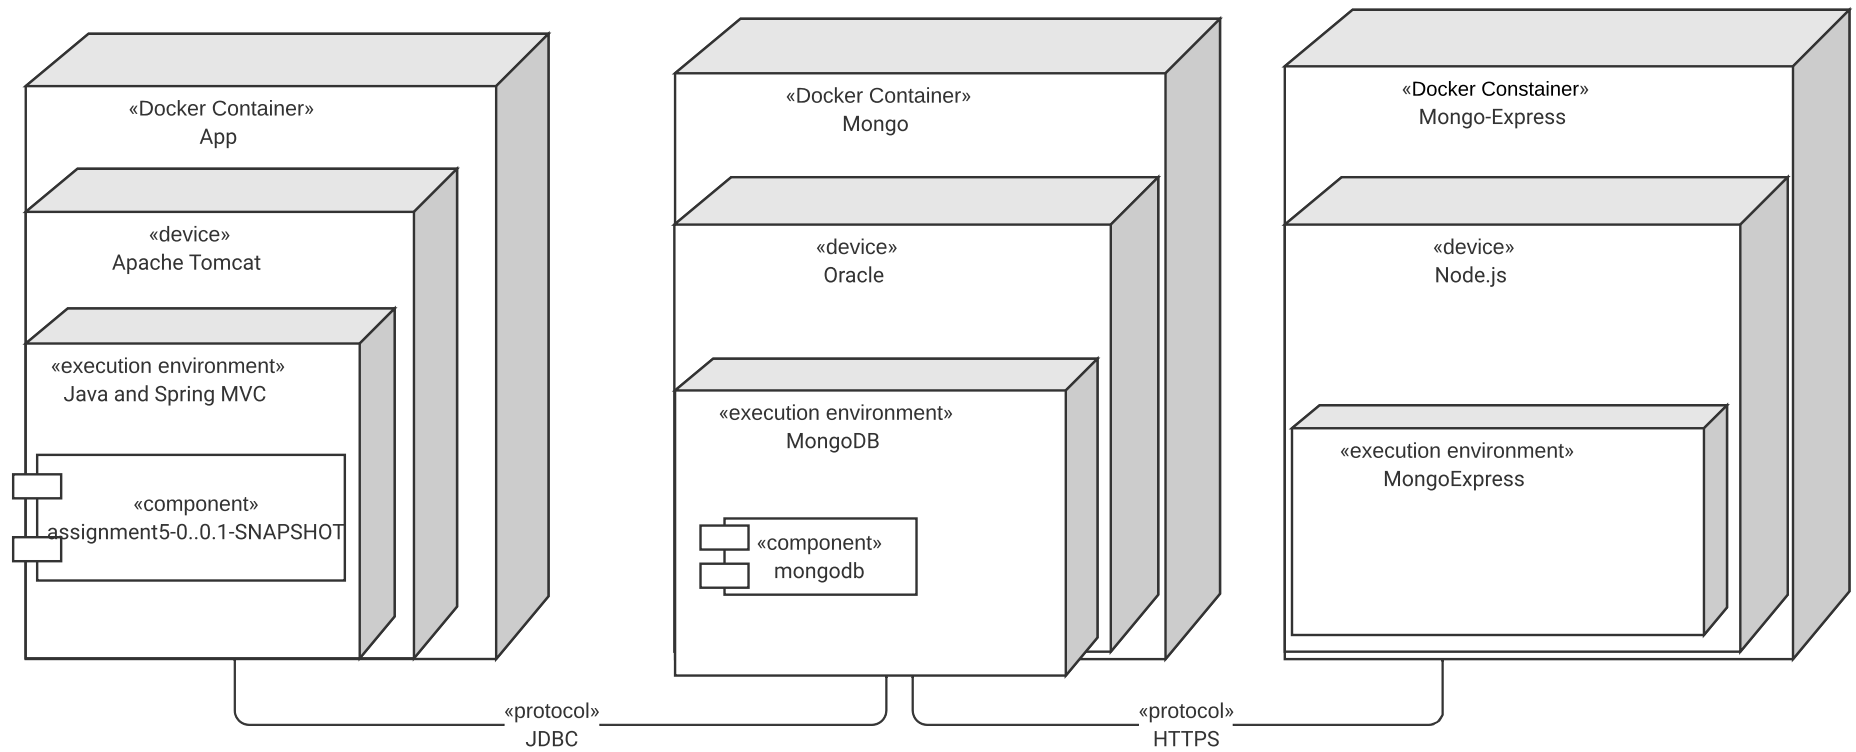 «Docker Container»
App
«device»
Apache Tomcat
«execution environment»
Java and Spring MVC
«component»
assignment5-0..0.1-SNAPSHOT
«Docker Container»
Mongo
«device»
Oracle
«execution environment»
MongoDB
«component»
mongodb
«Docker Constainer»
Mongo-Express
«device»
Node.js
«execution environment»
MongoExpress
«protocol»
JDBC
«protocol»
HTTPS